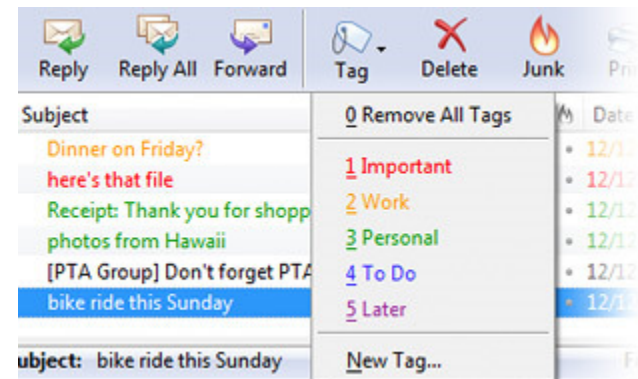 Reply Reply All Forward Tag Delete Junk Pri
Subject 0 Remove All Tags Date
Dinner on Friday? 12/1
here's that file 1 Important 12/1
Receipt: Thank you for shopp 2 Work 12/1
photos from Hawaii 3 Personal 12/1
[PTA Group] Don't forget PTA 4 To Do 12/12
bike ride this Sunday 5 Later 12/1
ubject: bike ride this Sunday New Tag...